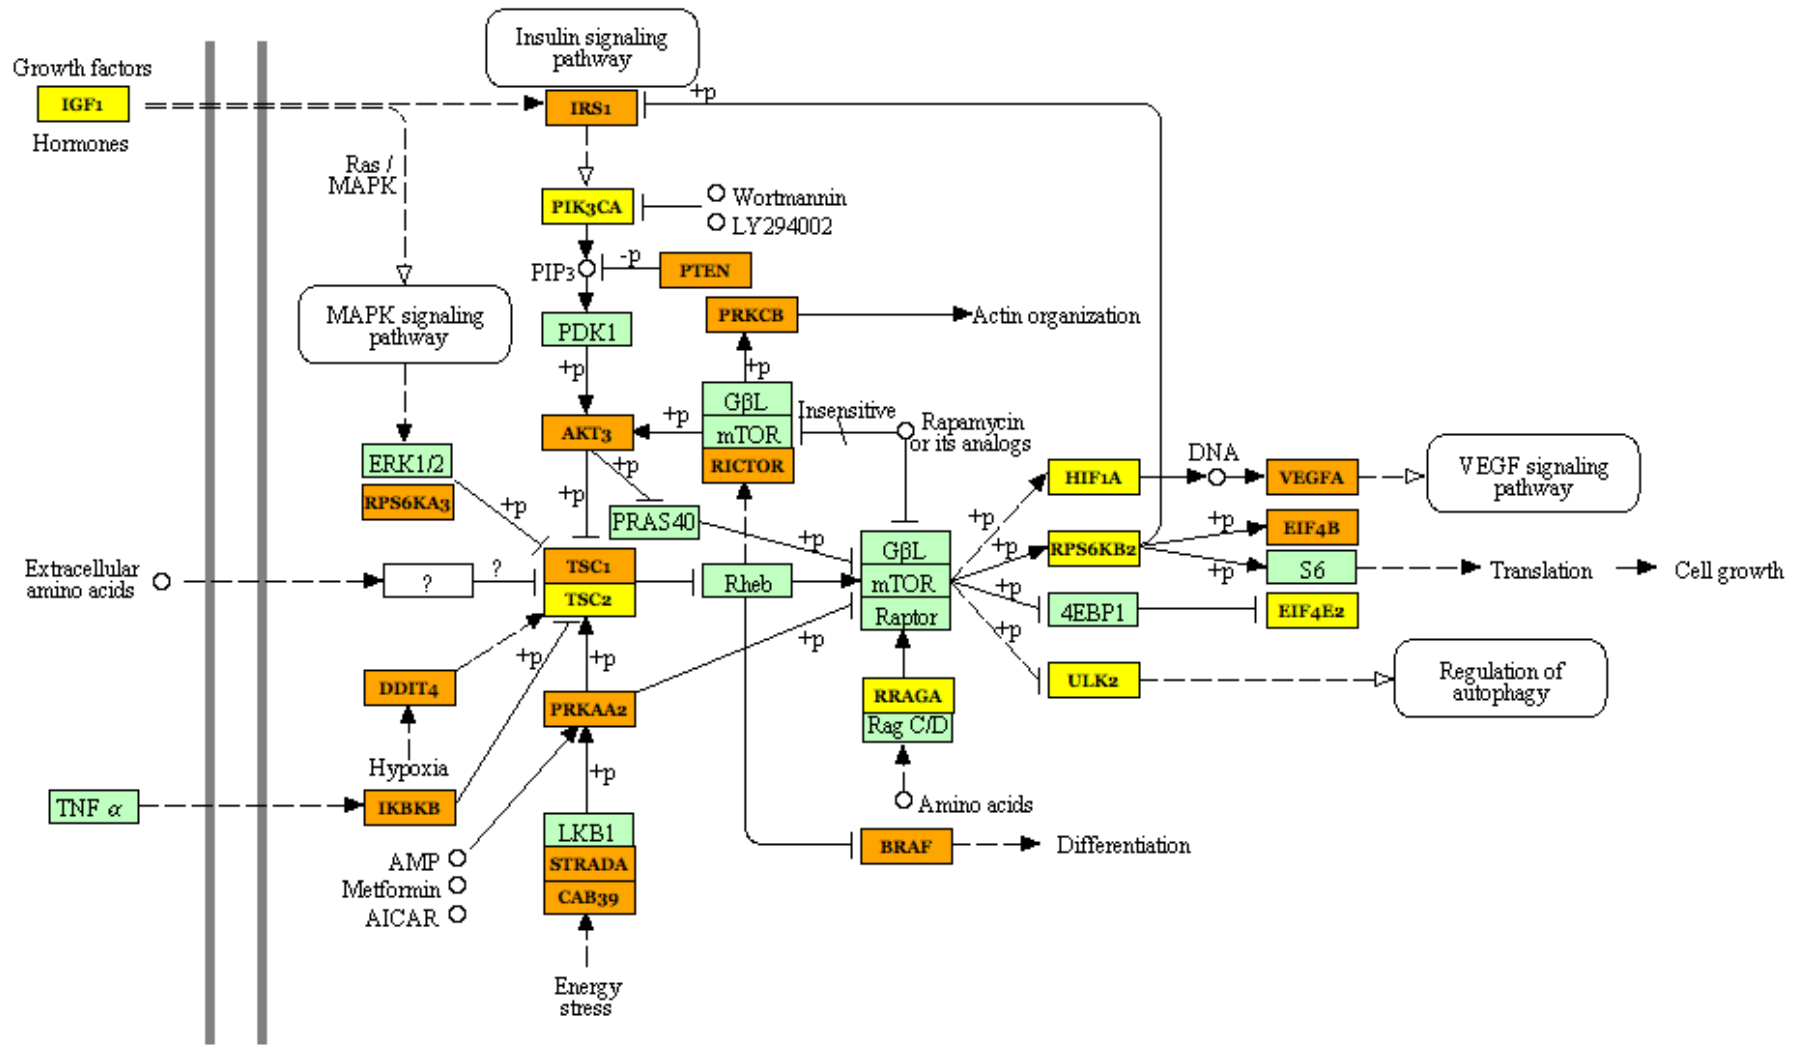 Insulin signaling
pathway
Growth factors
IGF1
Hormones
IRS1
+p
Ras /
MAPK
PIK3CA
Wortmannin
LY294002
PIP3
-p
PTEN
MAPK signaling
pathway
PDK1
PRKCB
Actin organization
+p
+p
GβL
mTOR
RICTOR
+p
Insensitive
Rapamycin
or its analogs
AKT3
+p
+p
ERK1/2
RPS6KA3
+p
PRAS40
+p
DNA
HIF1A
VEGFA
VEGF signaling
pathway
+p
+p
RPS6KB2
+p
EIF4B
+p
S6
Translation
Cell growth
GβL
mTOR
Raptor
Extracellular
amino acids
?
?
TSC1
TSC2
Rheb
+p
4EBP1
EIF4E2
+p
ULK2
Regulation of
autophagy
+p
+p
+p
DDIT4
PRKAA2
RRAGA
Rag C/D
Hypoxia
+p
Amino acids
TNF α
IKBKB
LKB1
STRADA
CAB39
BRAF
Differentiation
AMP
Metformin
AICAR
Energy
stress